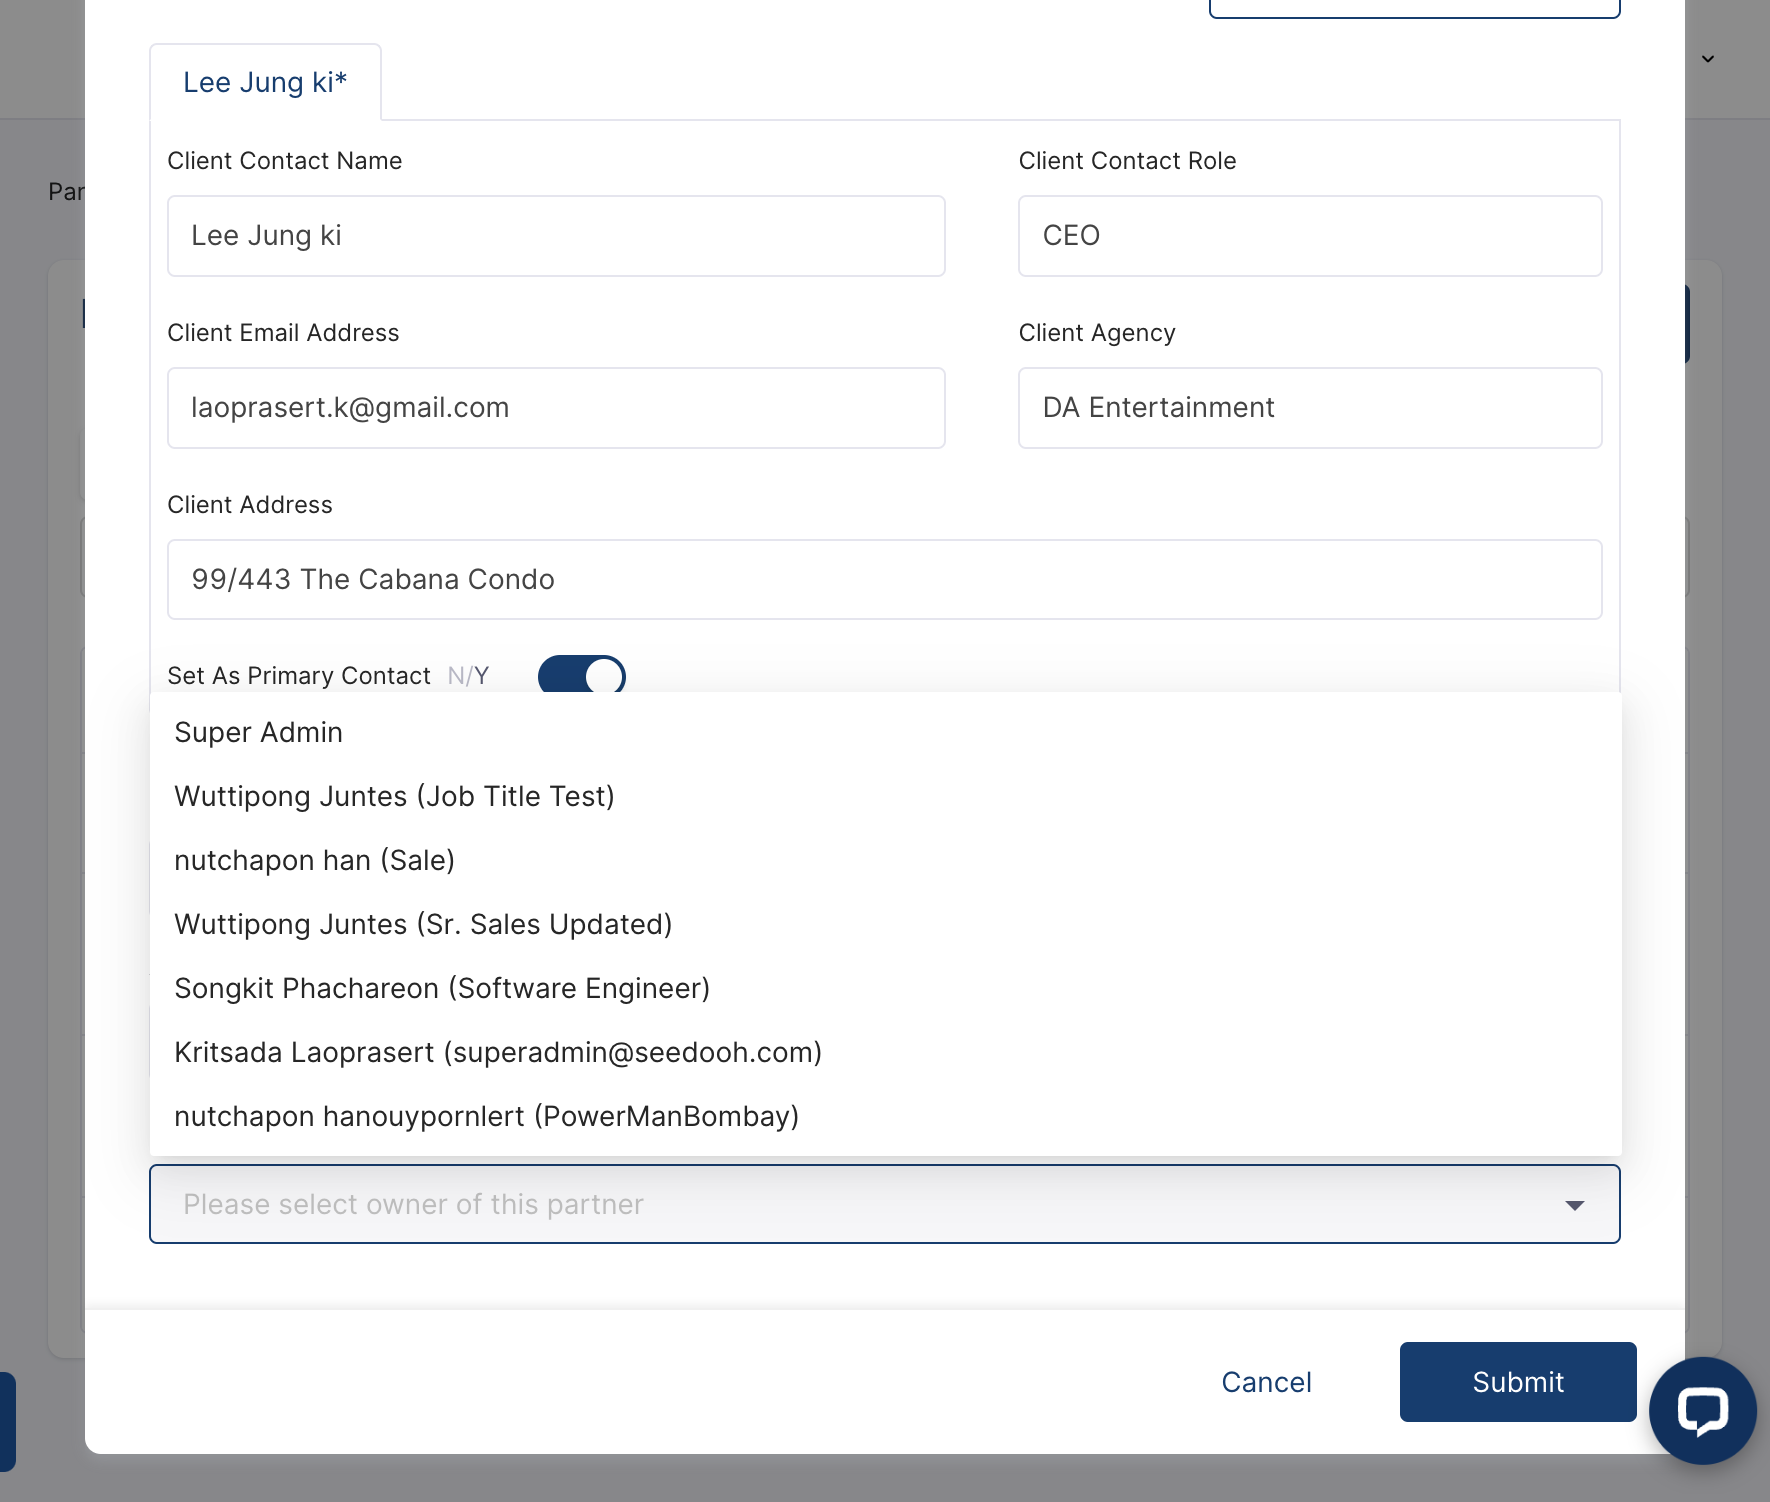 Lee Jung ki*
Client Contact Name
Client Contact Role
Lee Jung ki
CEO
Client Email Address
Client Agency
laoprasert.k@gmail.com
DA Entertainment
Client Address
99/443 The Cabana Condo
Set As Primary Contact N/Y
Super Admin
Wuttipong Juntes (Job Title Test)
nutchapon han (Sale)
Wuttipong Juntes (Sr. Sales Updated)
Songkit Phachareon (Software Engineer)
Kritsada Laoprasert (superadmin@seedooh.com)
nutchapon hanouypornlert (PowerManBombay)
Please select owner of this partner
Cancel
Submit